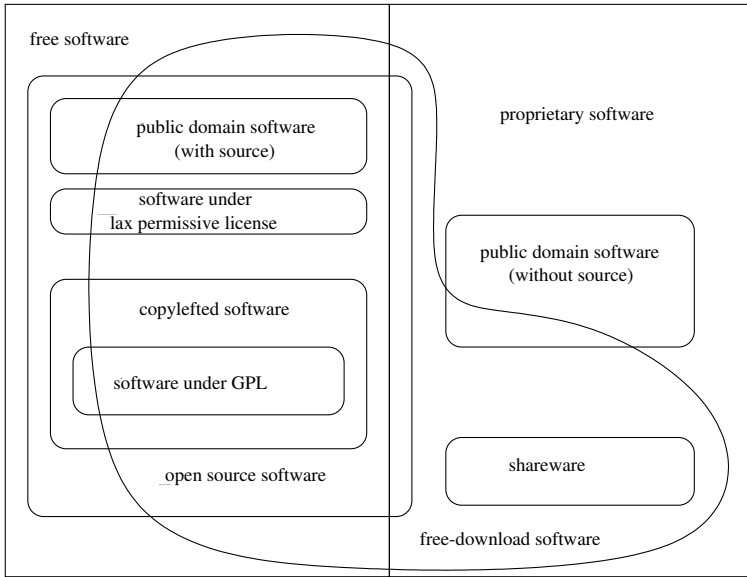 free software
public domain software
(with source)
software under
lax permissive license
copylefted software
software under GPL
open source software
proprietary software
public domain software
(without source)
shareware
free-download software